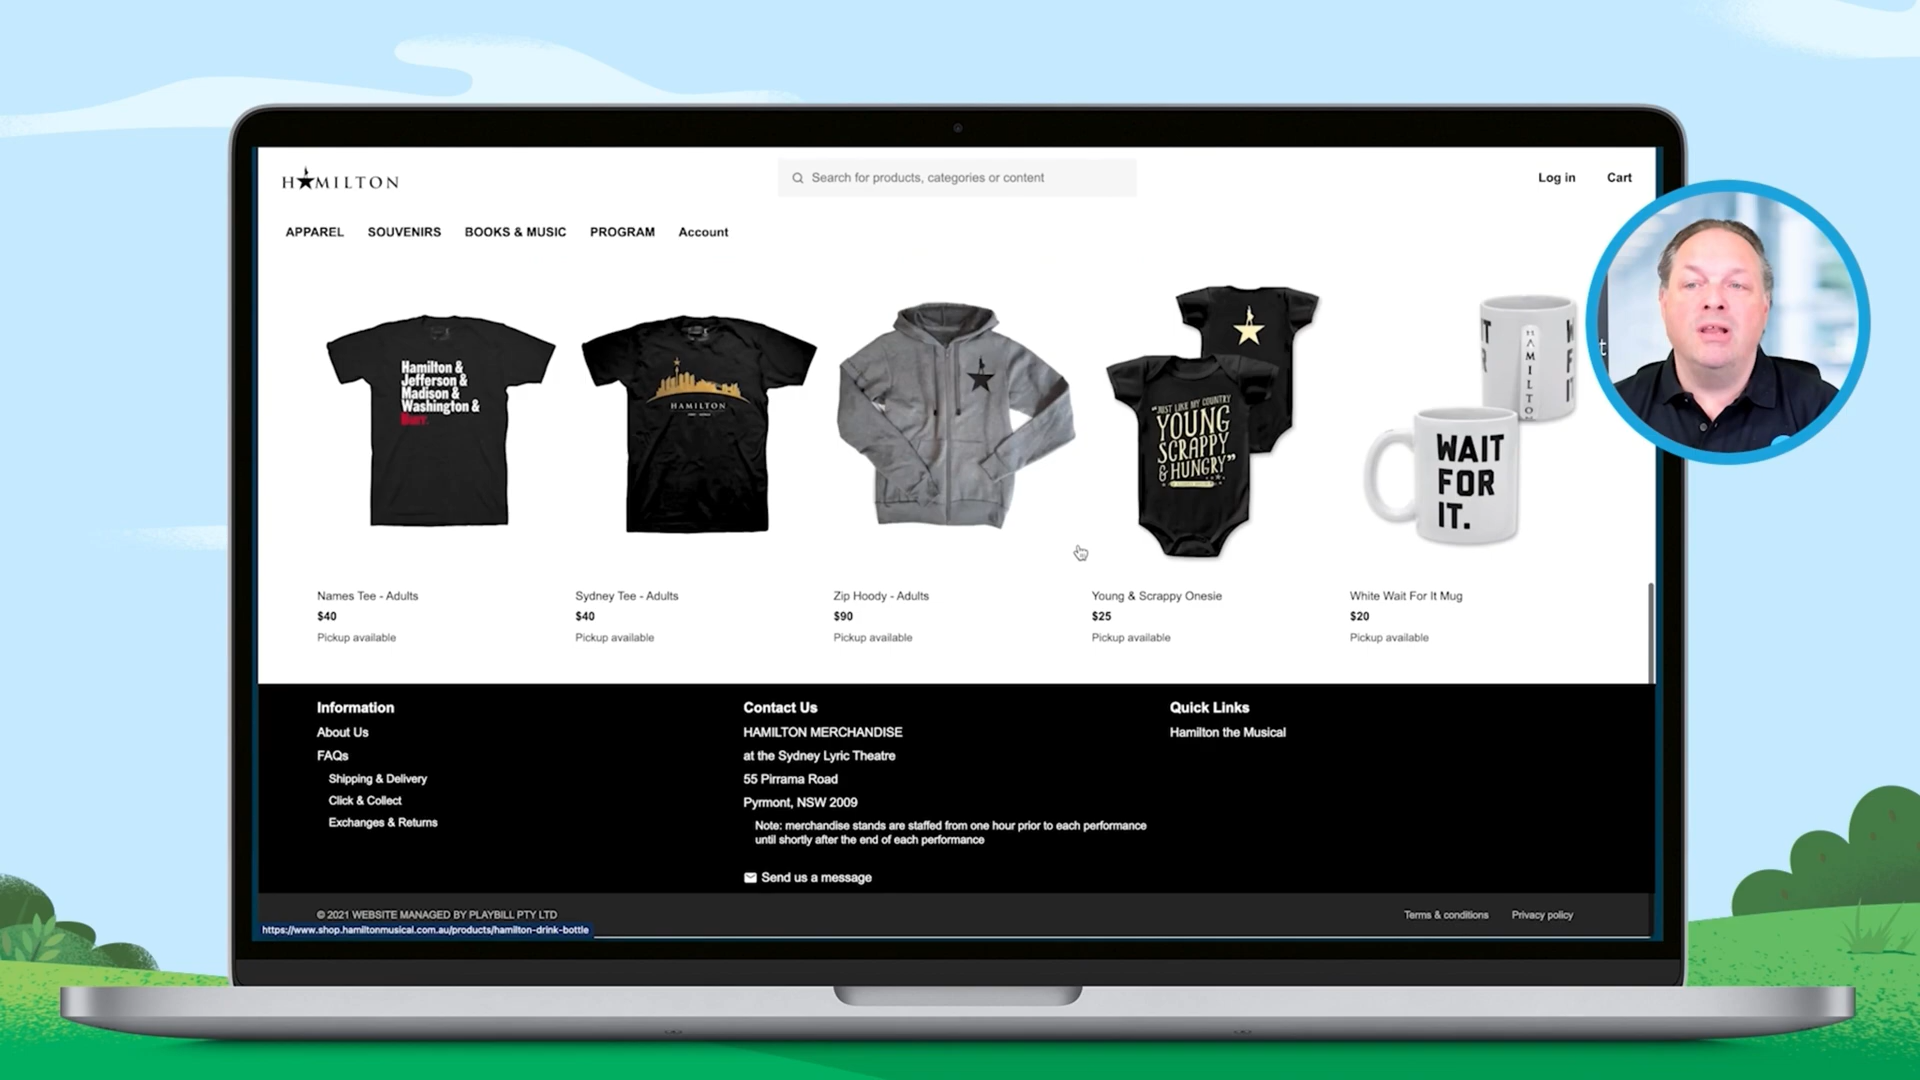 HAMILTON
Search for products, categories or content
Log in
Cart
APPAREL
SOUVENIRS
BOOKS & MUSIC
PROGRAM
Account
Hamilton &
Jefferson &
Madison &
Washington &
Burr.
HAMILTON
"JUST LIKE MY COUNTRY
YOUNG
SCRAPPY
& HUNGRY"
HAMILTON
WAIT
FOR
IT.
Names Tee - Adults
$40
Pickup available
Sydney Tee - Adults
$40
Pickup available
Zip Hoody - Adults
$90
Pickup available
Young & Scrappy Onesie
$25
Pickup available
White Wait For It Mug
$20
Pickup available
Information
About Us
FAQs
Shipping & Delivery
Click & Collect
Exchanges & Returns
Contact Us
HAMILTON MERCHANDISE
at the Sydney Lyric Theatre
55 Pirrama Road
Pyrmont, NSW 2009
Note: merchandise stands are staffed from one hour prior to each performance
until shortly after the end of each performance
Send us a message
Quick Links
Hamilton the Musical
© 2021 WEBSITE MANAGED BY PLAYBILL PTY LTD
Terms & conditions
Privacy policy
https://www.shop.hamiltonmusical.com.au/products/hamilton-drink-bottle